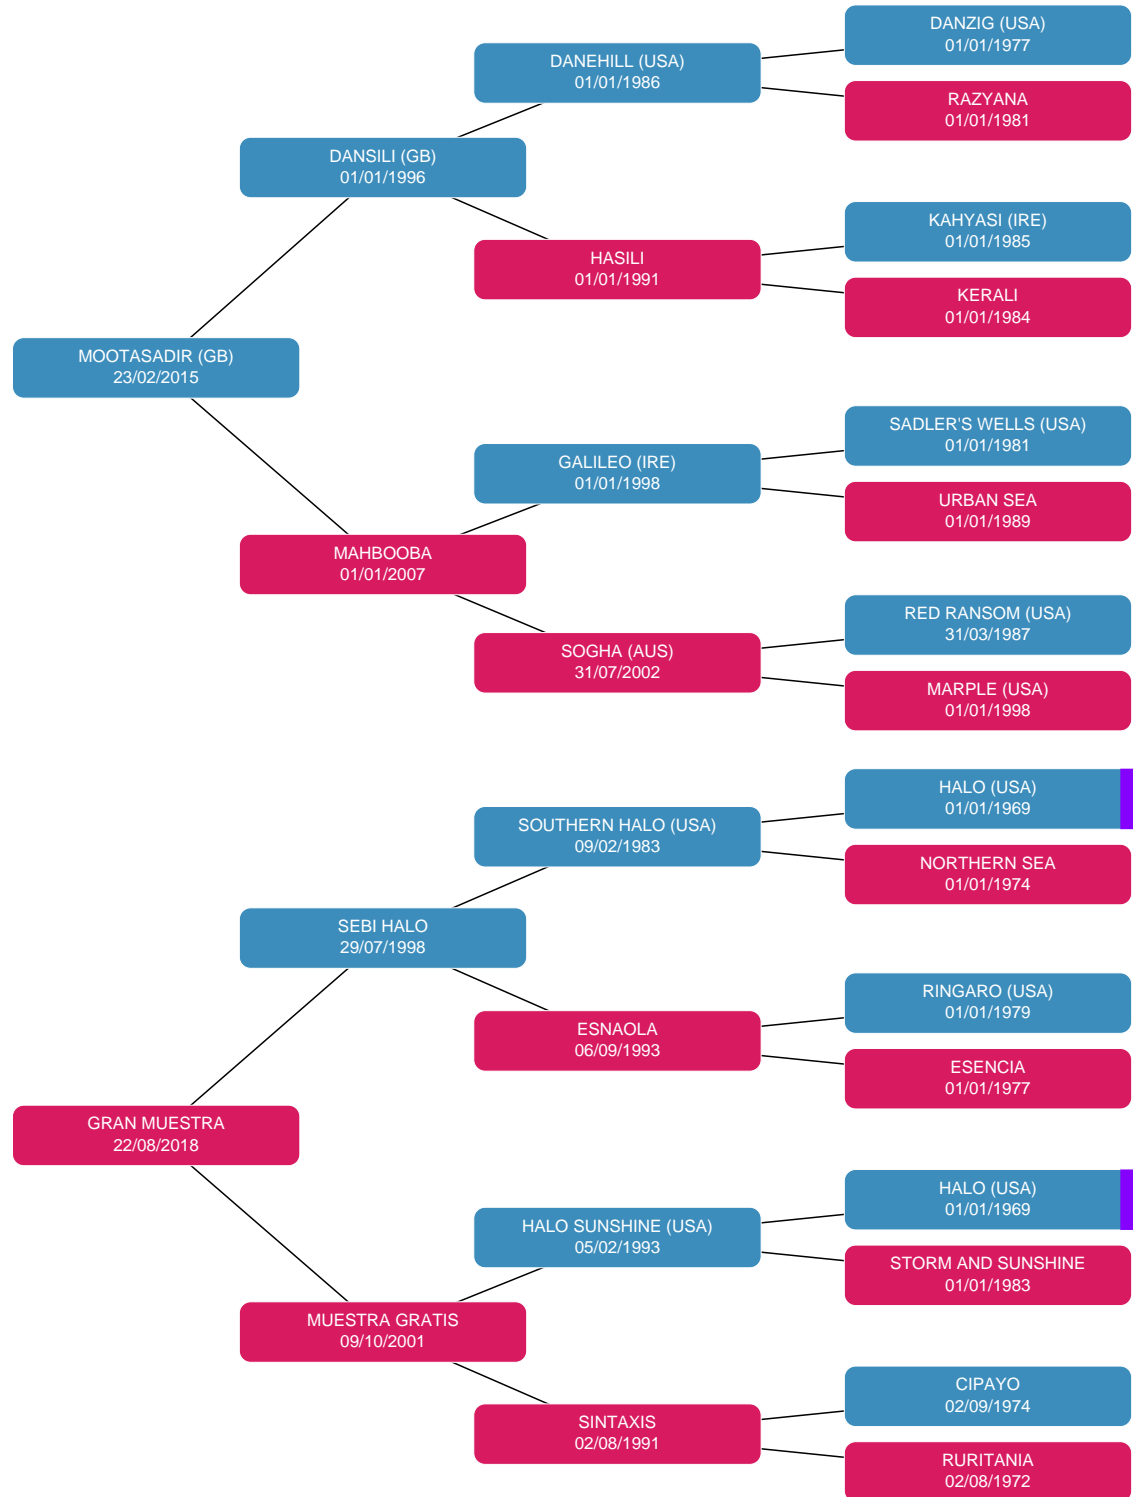 DANZIG (USA)
01/01/1977
DANEHILL (USA)
01/01/1986
RAZYANA
01/01/1981
DANSILI (GB)
01/01/1996
KAHYASI (IRE)
01/01/1985
HASILI
01/01/1991
KERALI
01/01/1984
MOOTASADIR (GB)
23/02/2015
SADLER'S WELLS (USA)
01/01/1981
GALILEO (IRE)
01/01/1998
URBAN SEA
01/01/1989
MAHBOOBA
01/01/2007
RED RANSOM (USA)
31/03/1987
SOGHA (AUS)
31/07/2002
MARPLE (USA)
01/01/1998
HALO (USA)
01/01/1969
SOUTHERN HALO (USA)
09/02/1983
NORTHERN SEA
01/01/1974
SEBI HALO
29/07/1998
RINGARO (USA)
01/01/1979
ESNAOLA
06/09/1993
ESENCIA
01/01/1977
GRAN MUESTRA
22/08/2018
HALO (USA)
01/01/1969
HALO SUNSHINE (USA)
05/02/1993
STORM AND SUNSHINE
01/01/1983
MUESTRA GRATIS
09/10/2001
CIPAYO
02/09/1974
SINTAXIS
02/08/1991
RURITANIA
02/08/1972